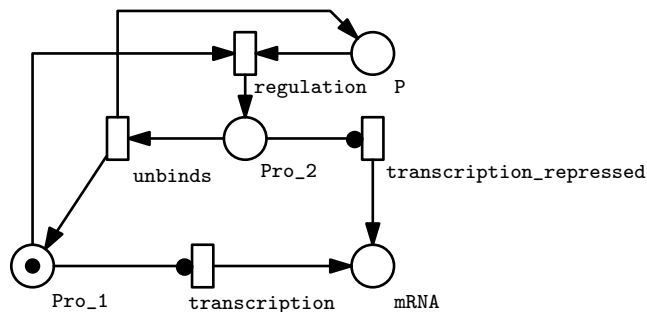 regulation
P
unbinds
Pro_2
transcription_repressed
Pro_1
transcription
mRNA